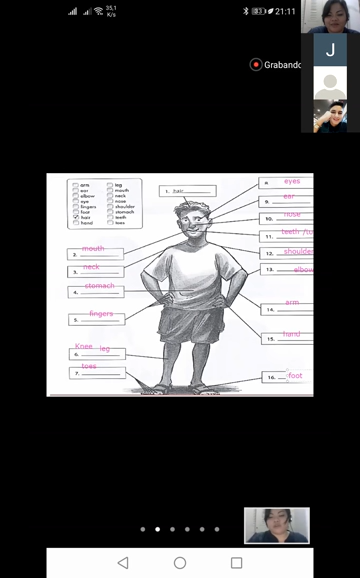 35,1
K/s
83
21:11
Grabando
J
arm
ear
elbow
eye
fingers
foot
hair
hand
leg
mouth
neck
nose
shoulder
stomach
teeth
toes
1. hair
2. mouth
3. neck
4. stomach
5. fingers
6. Knee leg
7. toes
8. eyes
9. ear
10. nose
11. teeth
12. shoulder
13. elbow
14. arm
15. hand
16. foot